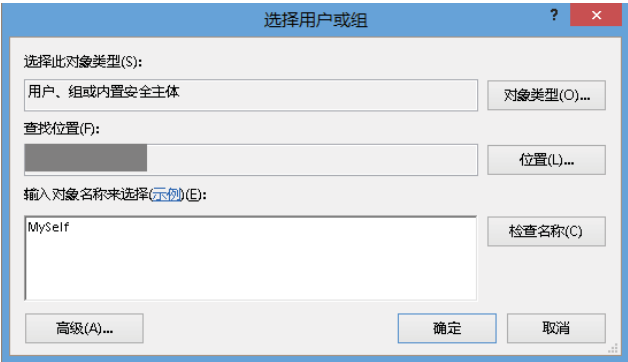 选择用户或组
?
×
选择此对象类型(S):
用户、组或内置安全主体
对象类型(O)...
查找位置(F):
位置(L)...
输入对象名称来选择(示例)(E):
MySelf
检查名称(C)
高级(A)...
确定
取消